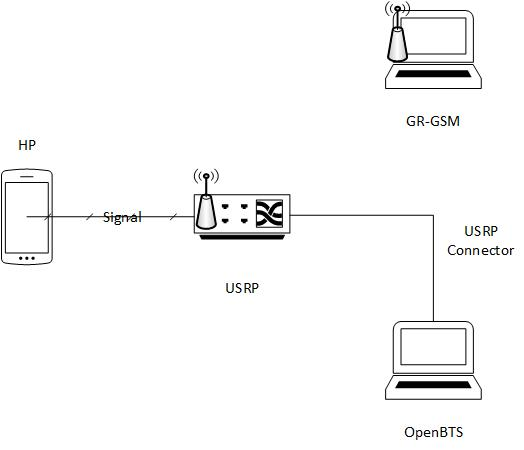 GR-GSM
HP
Signal
USRP
USRP
Connector
OpenBTS